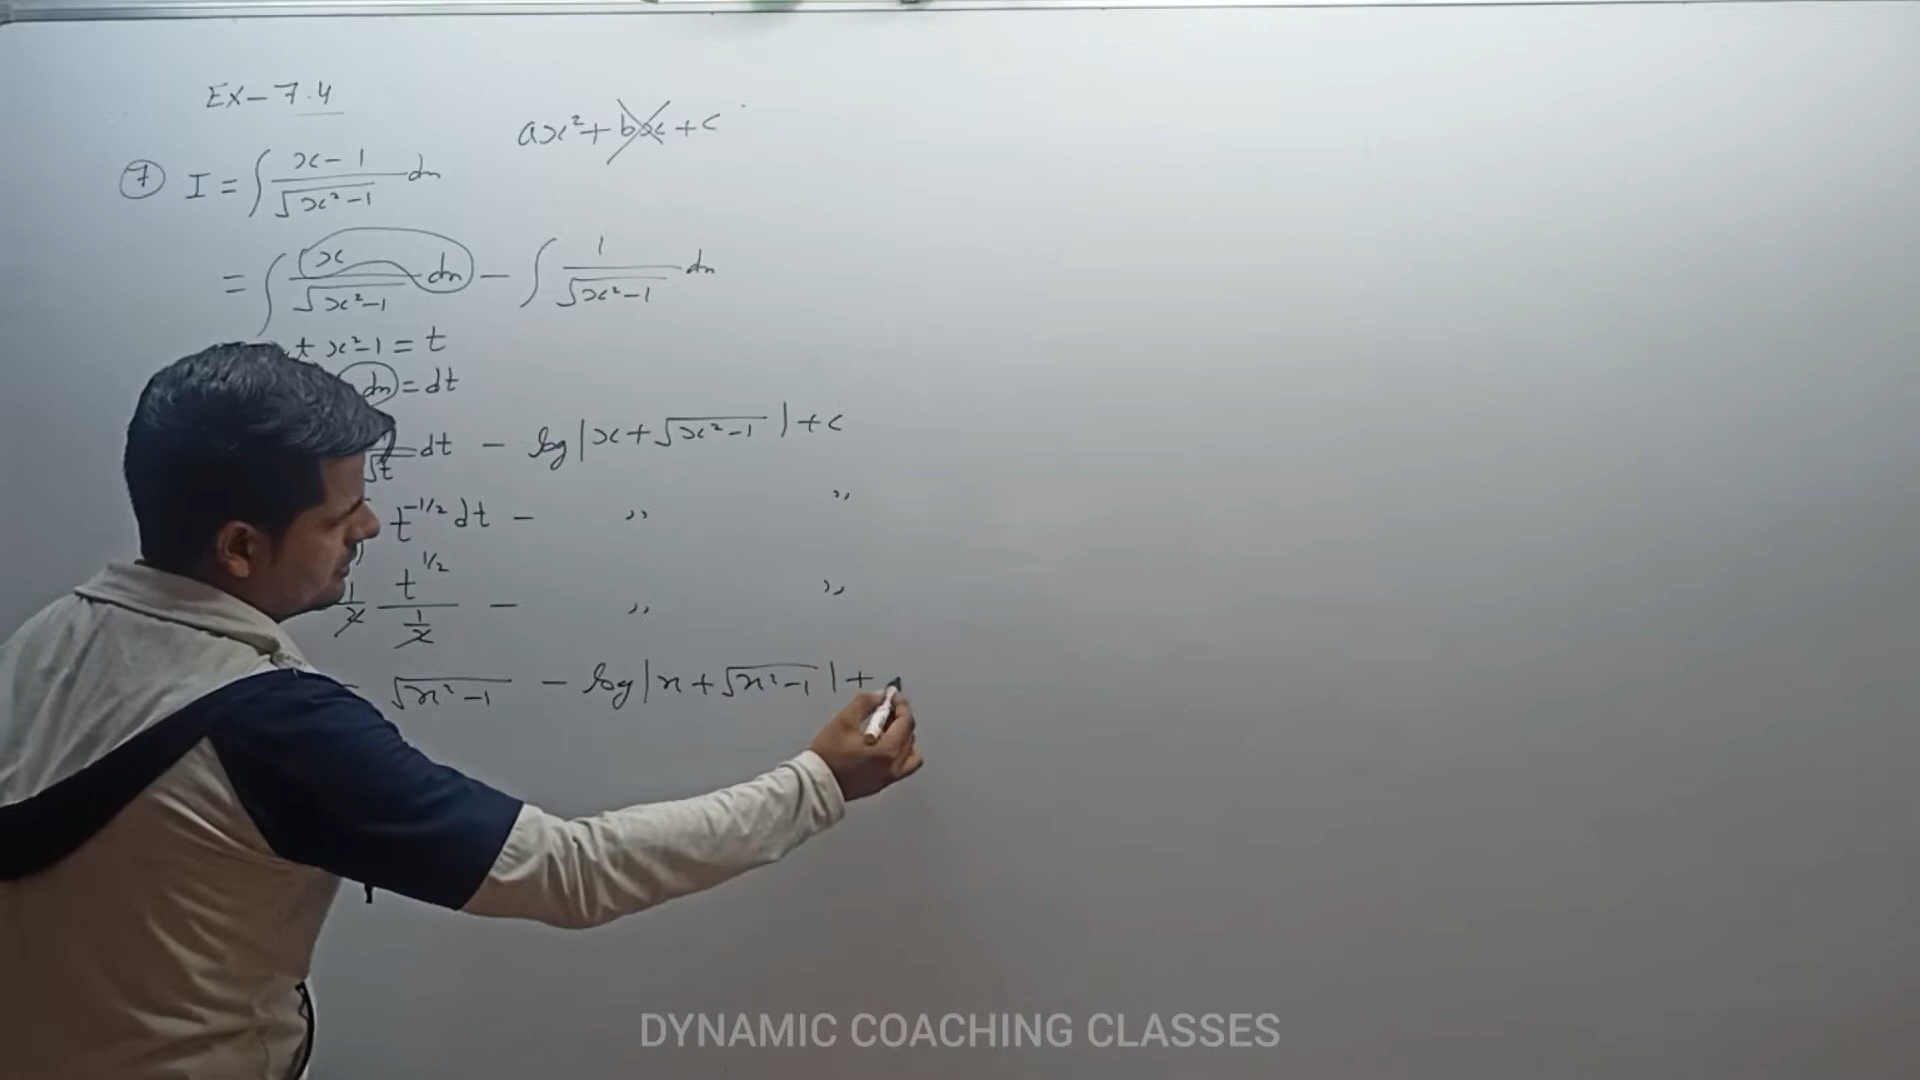 EX-7.4
ax²+bx+c
⑦ I = ∫ x-1/√x²-1 dx
= ∫ x/√x²-1 dx - ∫ 1/√x²-1 dx
t x²-1 = t
dx = dt
√t dt - log|x+√x²-1|+c
t^-1/2 dt - ,, ,,
1/2 t^1/2/1/2 - ,, ,,
√x²-1 - log|x+√x²-1|+
DYNAMIC COACHING CLASSES